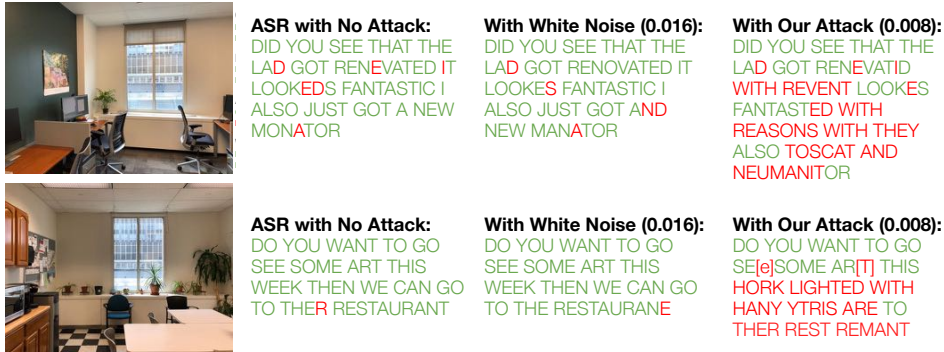 ASR with No Attack:
DID YOU SEE THAT THE
LAD GOT RENEVATED IT
LOOKEDS FANTASTIC I
ALSO JUST GOT A NEW
MONATOR
With White Noise (0.016):
DID YOU SEE THAT THE
LAD GOT RENOVATED IT
LOOKES FANTASTIC I
ALSO JUST GOT AND
NEW MANATOR
With Our Attack (0.008):
DID YOU SEE THAT THE
LAD GOT RENEVATID
WITH REVENT LOOKES
FANTASTED WITH
REASONS WITH THEY
ALSO TOSCAT AND
NEUMANITOR
ASR with No Attack:
DO YOU WANT TO GO
SEE SOME ART THIS
WEEK THEN WE CAN GO
TO THER RESTAURANT
With White Noise (0.016):
DO YOU WANT TO GO
SEE SOME ART THIS
WEEK THEN WE CAN GO
TO THE RESTAURANE
With Our Attack (0.008):
DO YOU WANT TO GO
SE[e]SOME AR[T] THIS
HORK LIGHTED WITH
HANY YTRIS ARE TO
THER REST REMANT